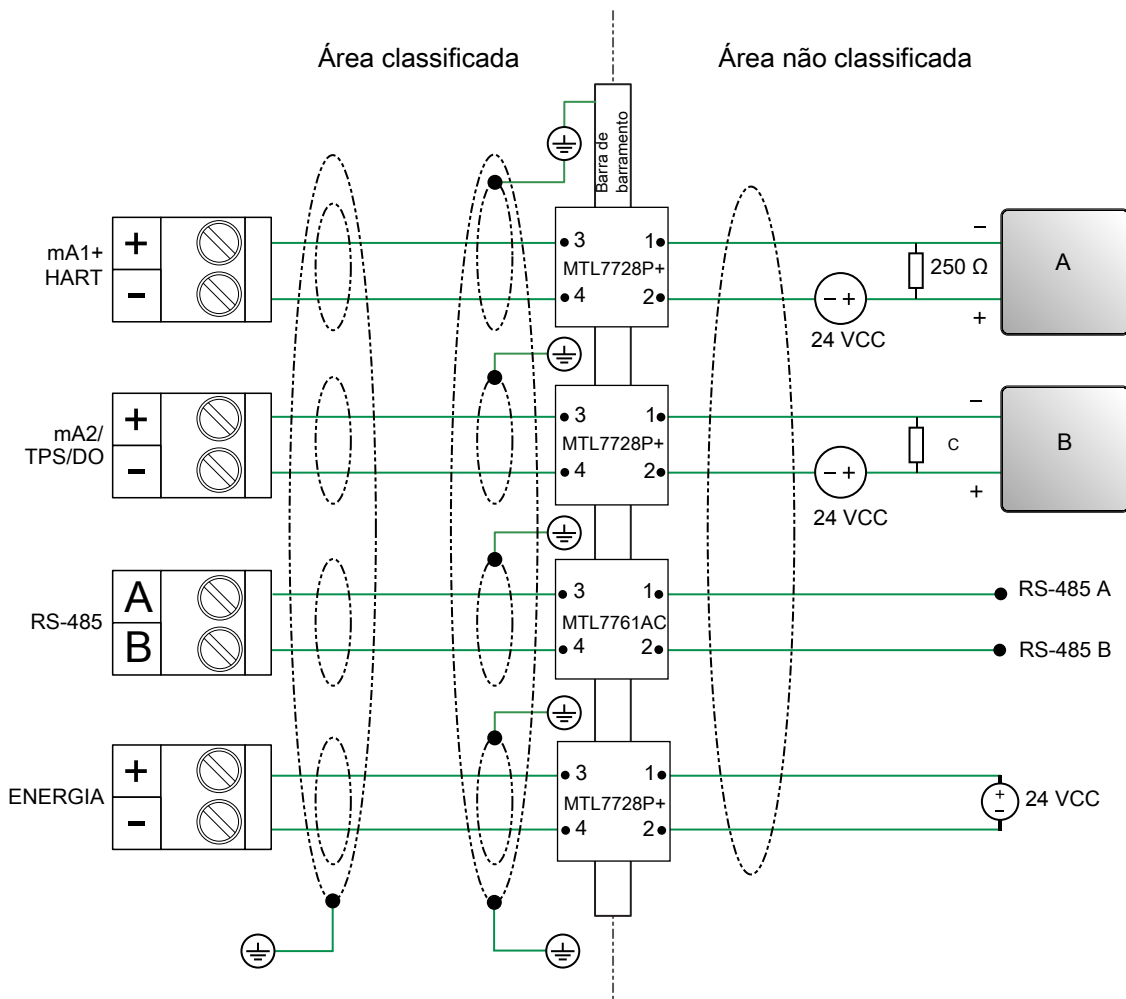 Área classificada
Área não classificada
Barra de
barramento
mA1+
HART
+
-
3
4
MTL7728P+
1
2
− +
24 VCC
250 Ω
−
+
A
mA2/
TPS/DO
+
-
3
4
MTL7728P+
1
2
− +
24 VCC
C
−
+
B
RS-485
A
B
3
4
MTL7761AC
1
2
RS-485 A
RS-485 B
ENERGIA
+
-
3
4
MTL7728P+
1
2
+
−
24 VCC